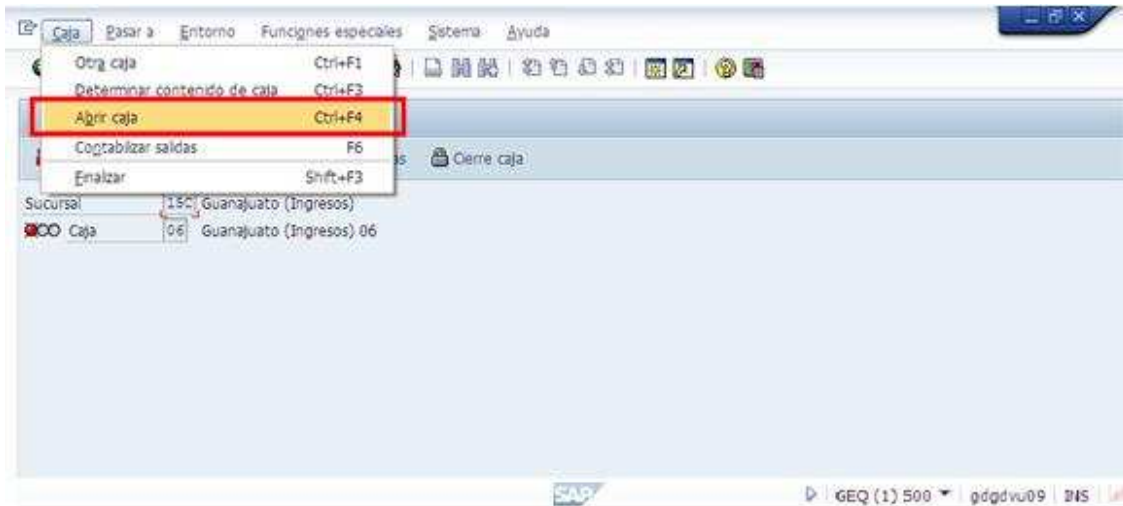 Caja Pasar a Entorno Funciones especiales Sistema Ayuda
Otra caja Ctrl+F1
Determinar contenido de caja Ctrl+F3
Abrir caja Ctrl+F4
Contabilizar salidas F6
Finalizar Shift+F3
Cierre caja
Sucursal Guanajuato (Ingresos)
Caja 06 Guanajuato (Ingresos) 06
SAP
GEQ (1) 500 gdgdvu09 INS